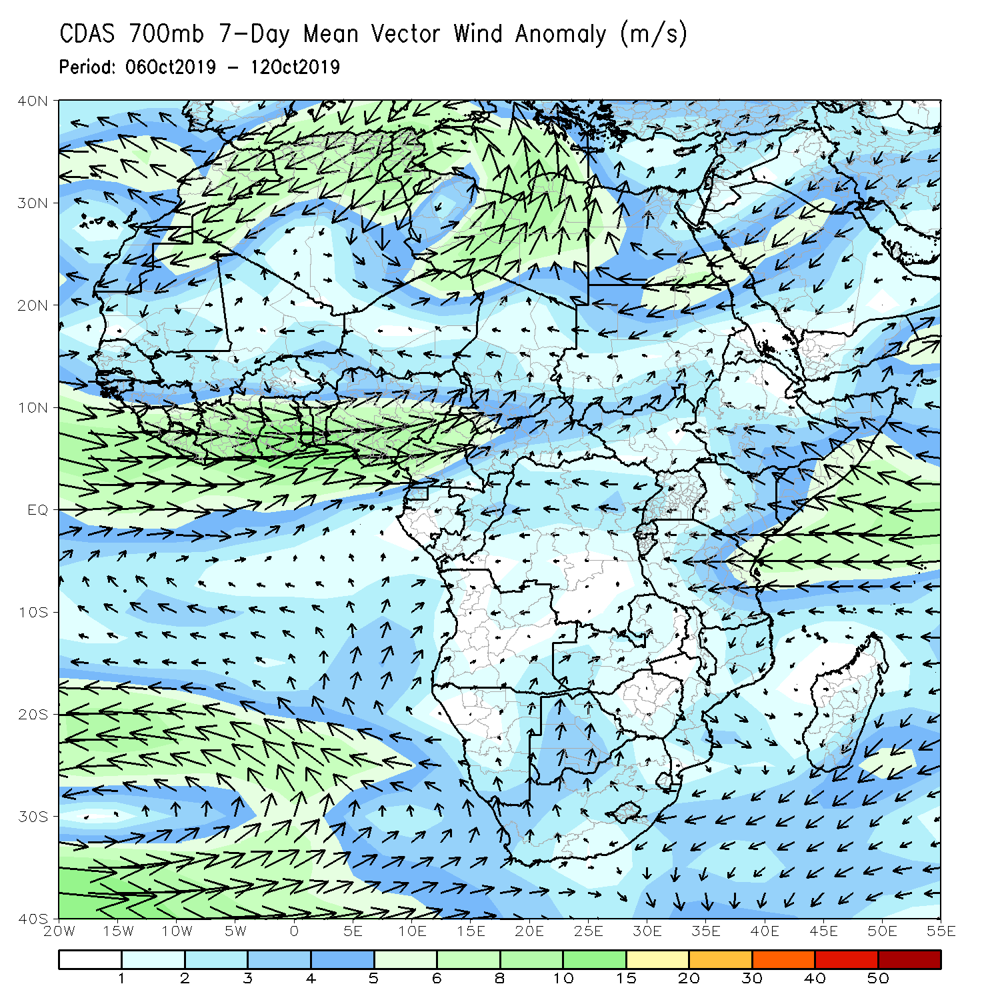 CDAS 700mb 7-Day Mean Vector Wind Anomaly (m/s)
Period: 06Oct2019 - 12Oct2019
40N
30N
20N
10N
EQ
10S
20S
30S
40S
20W 15W 10W 5W 0 5E 10E 15E 20E 25E 30E 35E 40E 45E 50E 55E
1 2 3 4 5 6 8 10 15 20 30 40 50